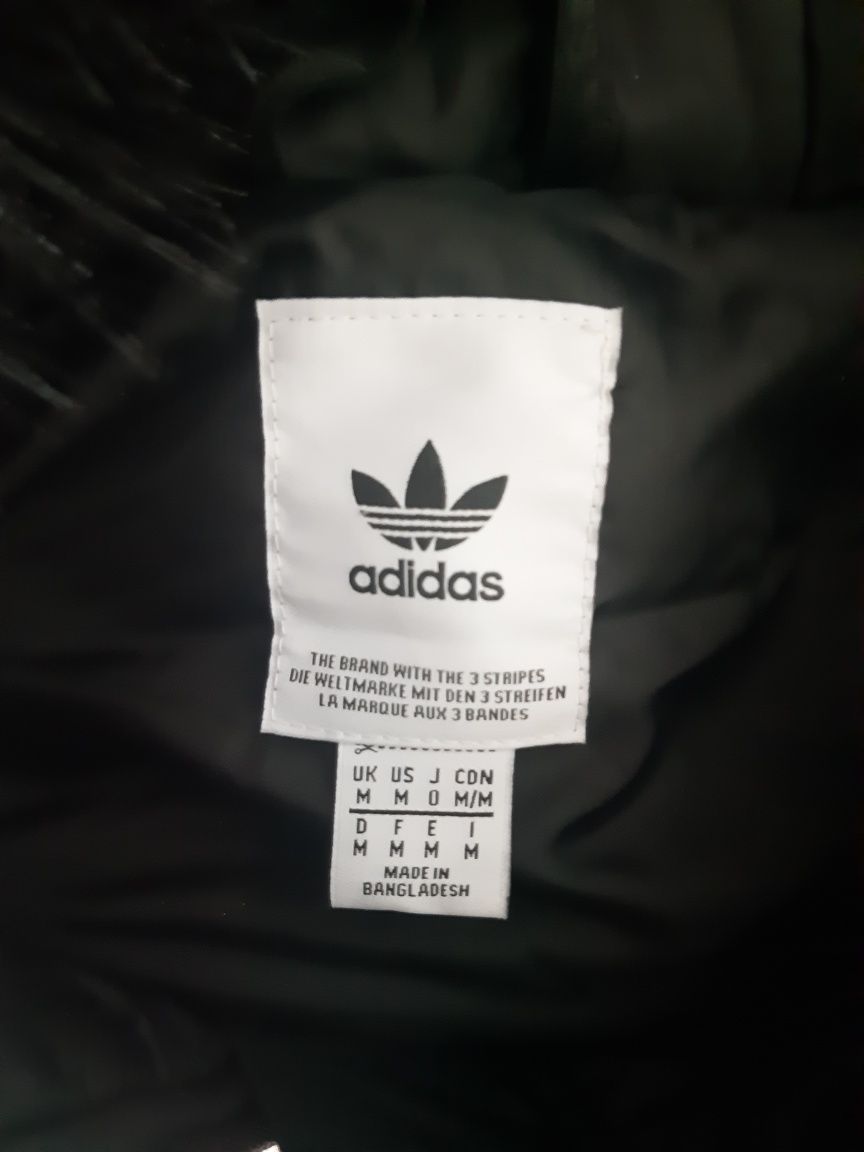 adidas
THE BRAND WITH THE 3 STRIPES
DIE WELTMARKE MIT DEN 3 STREIFEN
LA MARQUE AUX 3 BANDES
UK US J CDN
M M O M/M
D F E I
M M M M
MADE IN
BANGLADESH